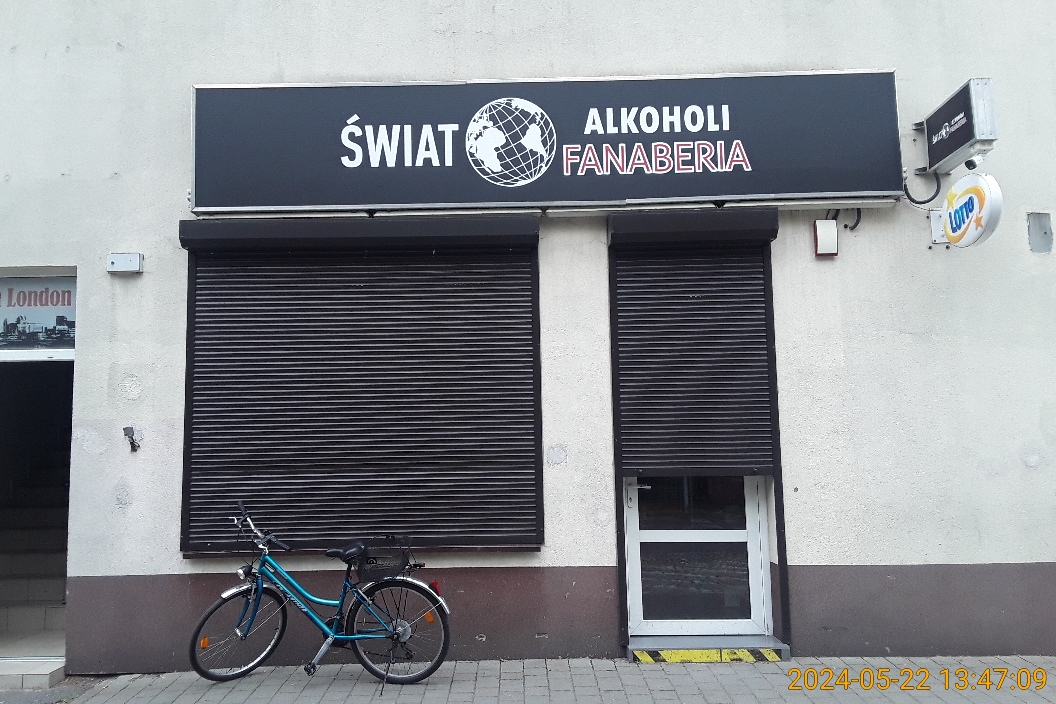 ŚWIAT
ALKOHOLI
FANABERIA
LOTTO
London
2024-05-22 13:47:09